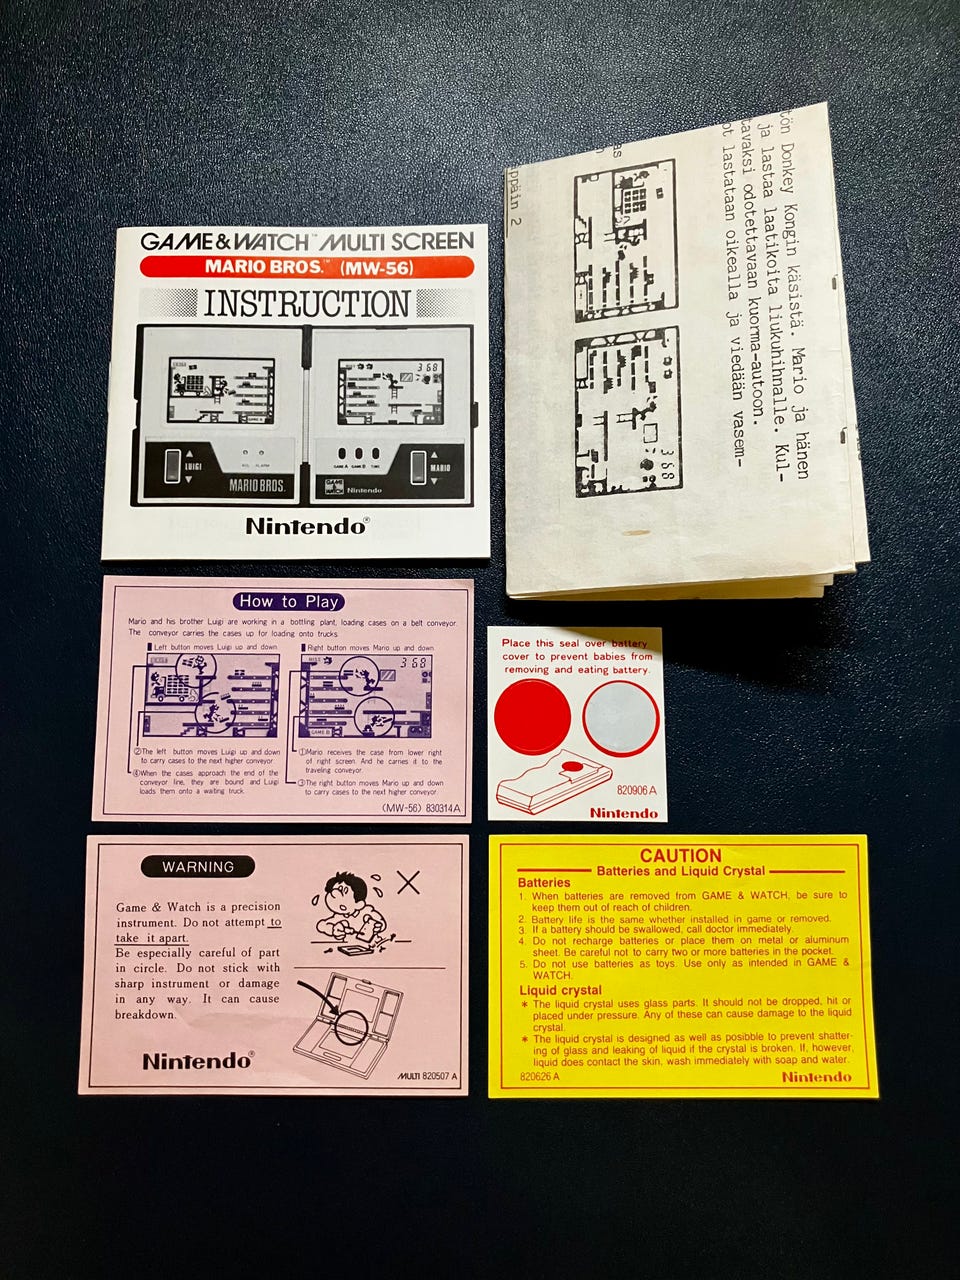 GAME & WATCH™ MULTI SCREEN
MARIO BROS.™ (MW-56)
INSTRUCTION
368
LUIGI
ALARM
MARIO BROS.
GAME A GAME B TIME
MARIO
GAME & WATCH
Nintendo
Nintendo®
tön Donkey Kongin käsistä. Mario ja hänen
ja lastaa laatikoita liukuhihnalle. Kul-
tavaksi odotettavaan kuorma-autoon.
ot lastataan oikealla ja viedään vasem-
as
n
ppäin 2
368
How to Play
Mario and his brother Luigi are working in a bottling plant, loading cases on a belt conveyor.
The conveyor carries the cases up for loading onto trucks.
Left button moves Luigi up and down
Right button moves Mario up and down
MISS
368
GAME B
②The left button moves Luigi up and down
to carry cases to the next higher conveyor.
④When the cases approach the end of the
conveyor line, they are bound and Luigi
loads them onto a waiting truck.
①Mario receives the case from lower right
of right screen. And he carries it to the
traveling conveyor.
③The right button moves Mario up and down
to carry cases to the next higher conveyor.
(MW-56) 830314A
Place this seal over battery
cover to prevent babies from
removing and eating battery.
820906A
Nintendo
WARNING
Game & Watch is a precision
instrument. Do not attempt to
take it apart.
Be especially careful of part
in circle. Do not stick with
sharp instrument or damage
in any way. It can cause
breakdown.
Nintendo®
MULTI 820507 A
CAUTION
Batteries and Liquid Crystal
Batteries
1. When batteries are removed from GAME & WATCH, be sure to
keep them out of reach of children.
2. Battery life is the same whether installed in game or removed.
3. If a battery should be swallowed, call doctor immediately.
4. Do not recharge batteries or place them on metal or aluminum
sheet. Be careful not to carry two or more batteries in the pocket.
5. Do not use batteries as toys. Use only as intended in GAME &
WATCH.
Liquid crystal
* The liquid crystal uses glass parts. It should not be dropped, hit or
placed under pressure. Any of these can cause damage to the liquid
crystal.
* The liquid crystal is designed as well as posibble to prevent shatter-
ing of glass and leaking of liquid if the crystal is broken. If, however,
liquid does contact the skin, wash immediately with soap and water.
820626 A
Nintendo